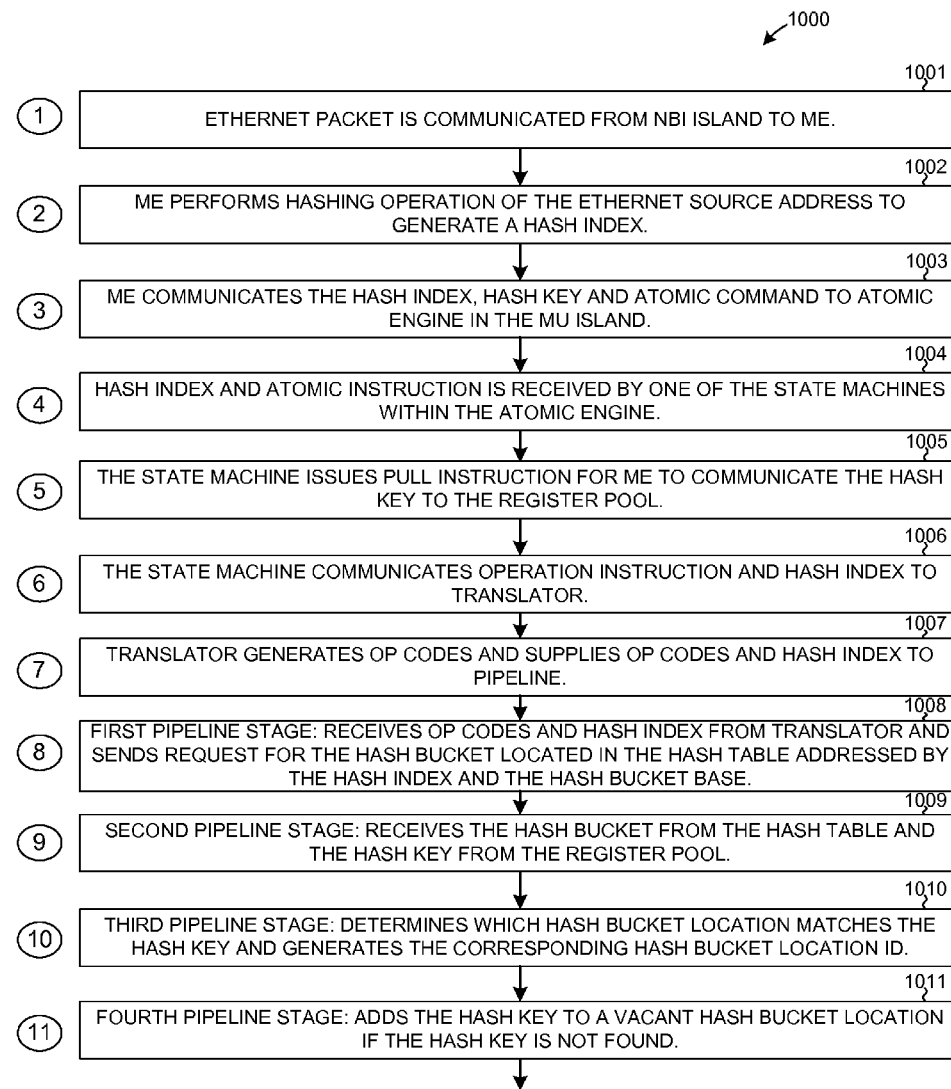 1000
1001
1
ETHERNET PACKET IS COMMUNICATED FROM NBI ISLAND TO ME.
1002
2
ME PERFORMS HASHING OPERATION OF THE ETHERNET SOURCE ADDRESS TO
GENERATE A HASH INDEX.
1003
3
ME COMMUNICATES THE HASH INDEX, HASH KEY AND ATOMIC COMMAND TO ATOMIC
ENGINE IN THE MU ISLAND.
1004
4
HASH INDEX AND ATOMIC INSTRUCTION IS RECEIVED BY ONE OF THE STATE MACHINES
WITHIN THE ATOMIC ENGINE.
1005
5
THE STATE MACHINE ISSUES PULL INSTRUCTION FOR ME TO COMMUNICATE THE HASH
KEY TO THE REGISTER POOL.
1006
6
THE STATE MACHINE COMMUNICATES OPERATION INSTRUCTION AND HASH INDEX TO
TRANSLATOR.
1007
7
TRANSLATOR GENERATES OP CODES AND SUPPLIES OP CODES AND HASH INDEX TO
PIPELINE.
1008
8
FIRST PIPELINE STAGE: RECEIVES OP CODES AND HASH INDEX FROM TRANSLATOR AND
SENDS REQUEST FOR THE HASH BUCKET LOCATED IN THE HASH TABLE ADDRESSED BY
THE HASH INDEX AND THE HASH BUCKET BASE.
1009
9
SECOND PIPELINE STAGE: RECEIVES THE HASH BUCKET FROM THE HASH TABLE AND
THE HASH KEY FROM THE REGISTER POOL.
1010
10
THIRD PIPELINE STAGE: DETERMINES WHICH HASH BUCKET LOCATION MATCHES THE
HASH KEY AND GENERATES THE CORRESPONDING HASH BUCKET LOCATION ID.
1011
11
FOURTH PIPELINE STAGE: ADDS THE HASH KEY TO A VACANT HASH BUCKET LOCATION
IF THE HASH KEY IS NOT FOUND.